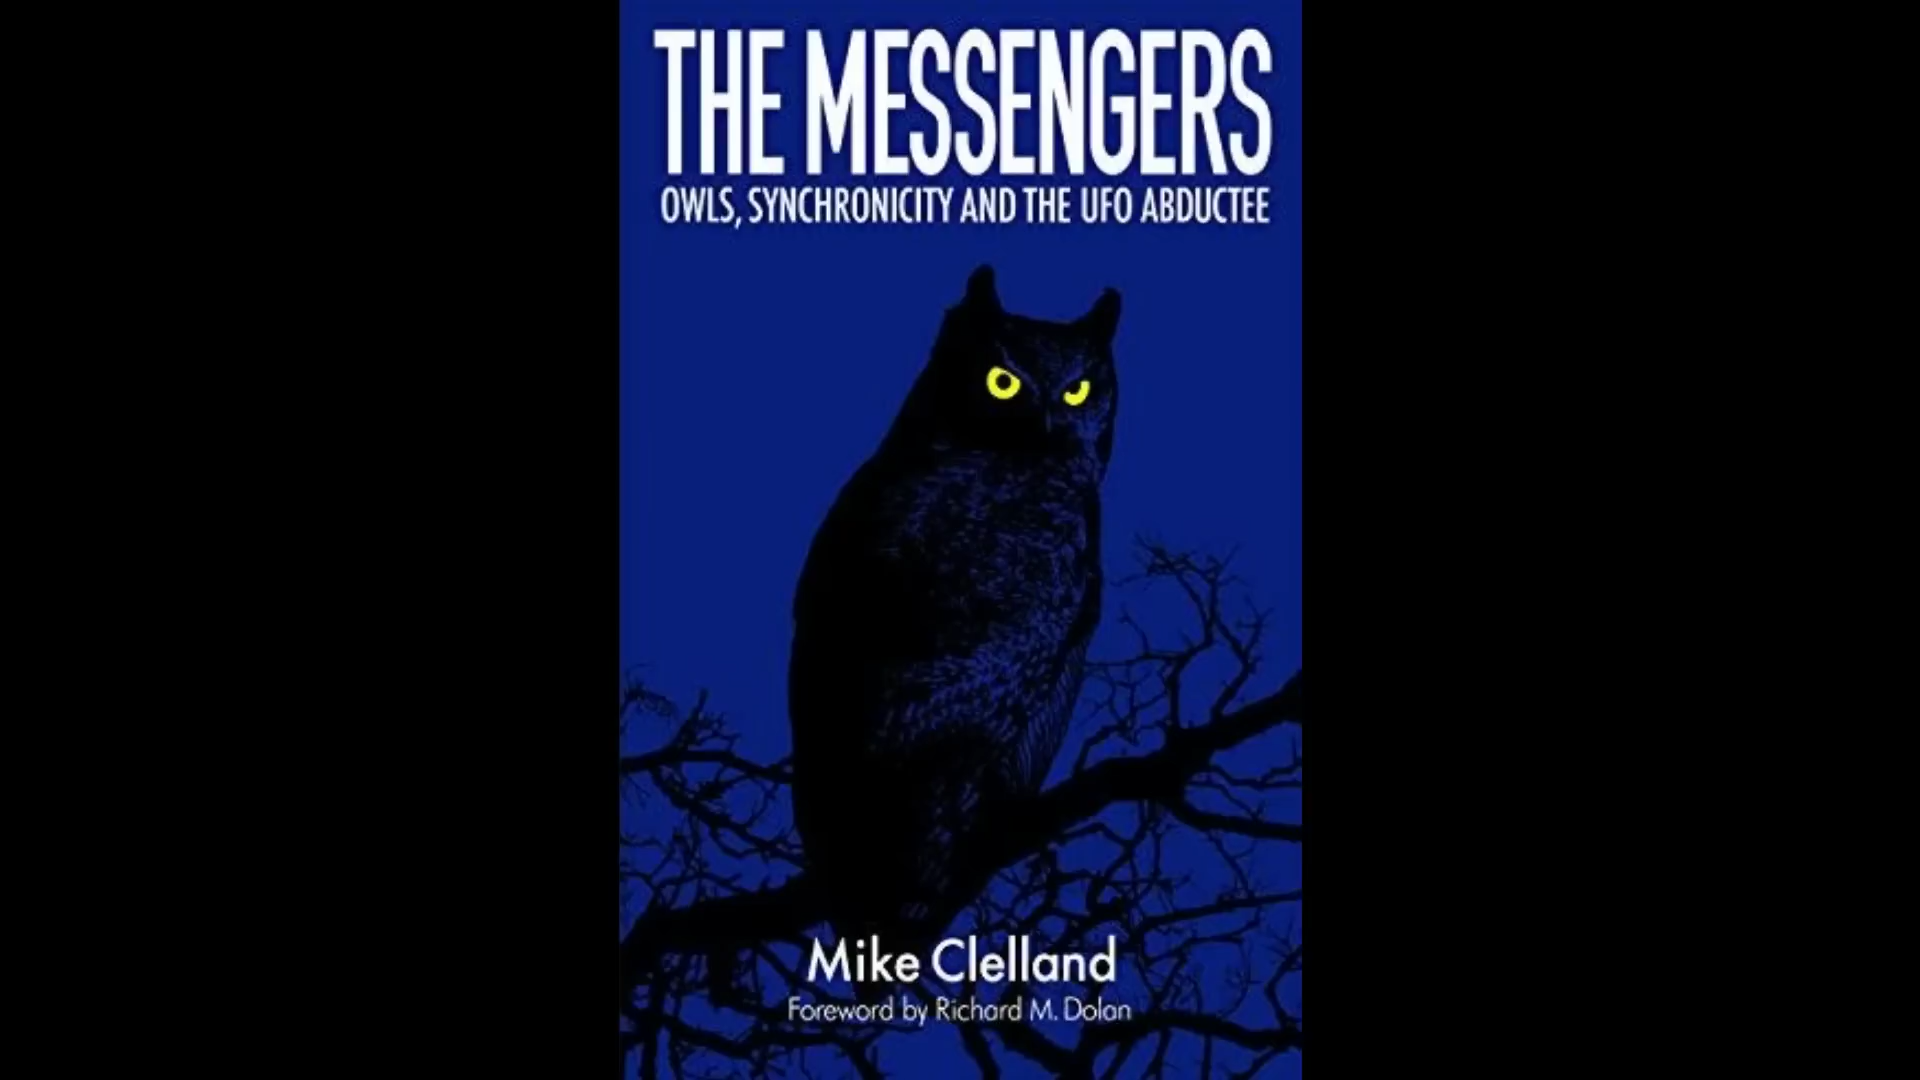 THE MESSENGERS
OWLS, SYNCHRONICITY AND THE UFO ABDUCTEE
Mike Clelland
Foreword by Richard M. Dolan